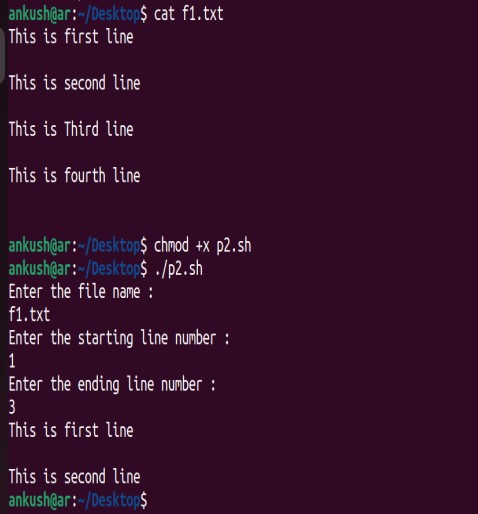 ankush@ar:~/Desktop$ cat f1.txt
This is first line
This is second line
This is Third line
This is fourth line
ankush@ar:~/Desktop$ chmod +x p2.sh
ankush@ar:~/Desktop$ ./p2.sh
Enter the file name :
f1.txt
Enter the starting line number :
1
Enter the ending line number :
3
This is first line
This is second line
ankush@ar:~/Desktop$